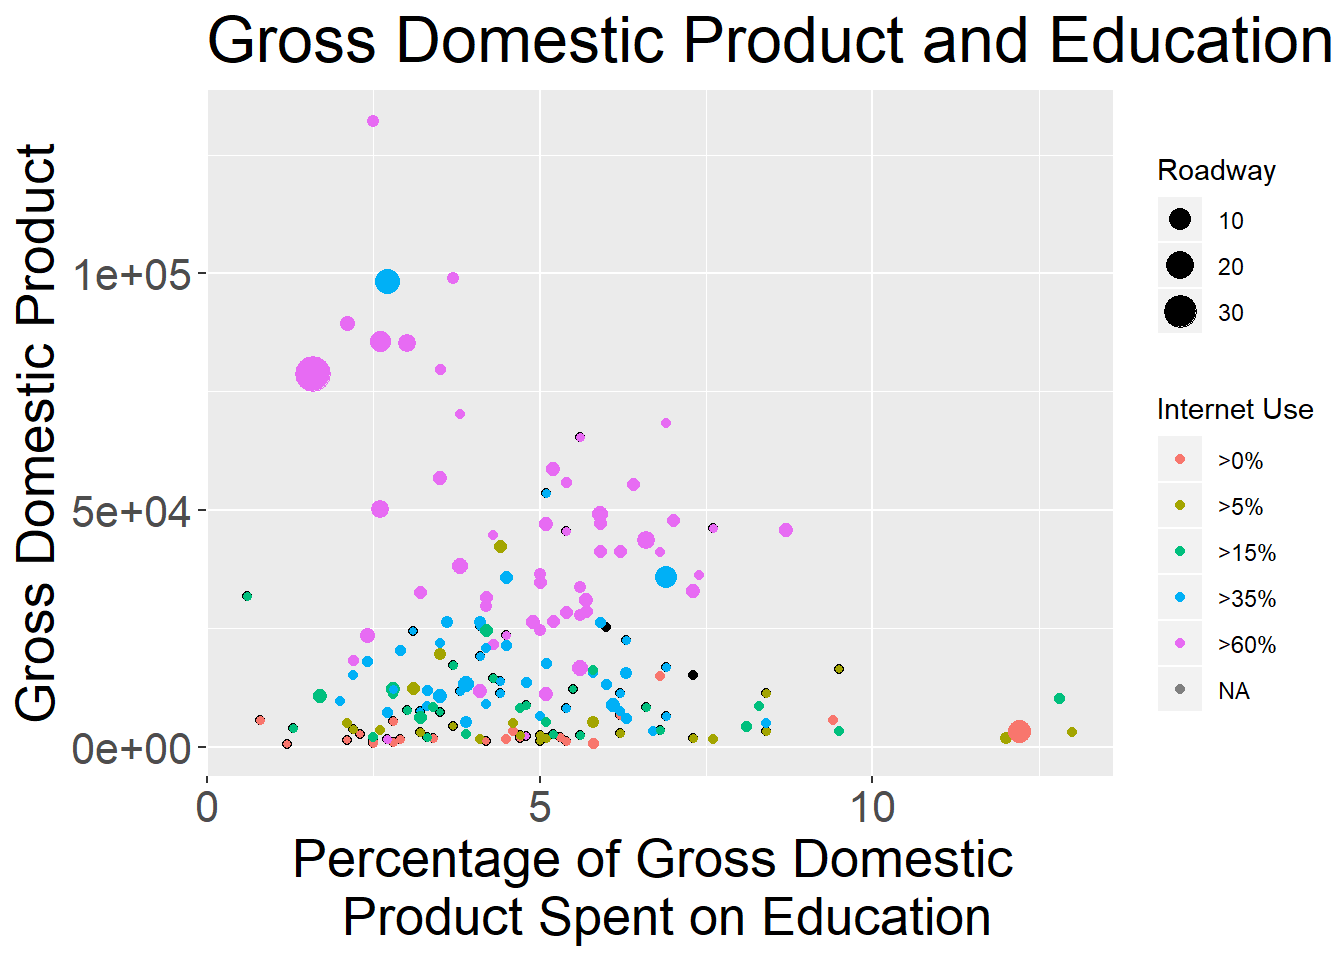 Gross Domestic Product and Education
Gross Domestic Product
1e+05
5e+04
0e+00
0
5
10
Percentage of Gross Domestic
Product Spent on Education
Roadway
10
20
30
Internet Use
>0%
>5%
>15%
>35%
>60%
NA